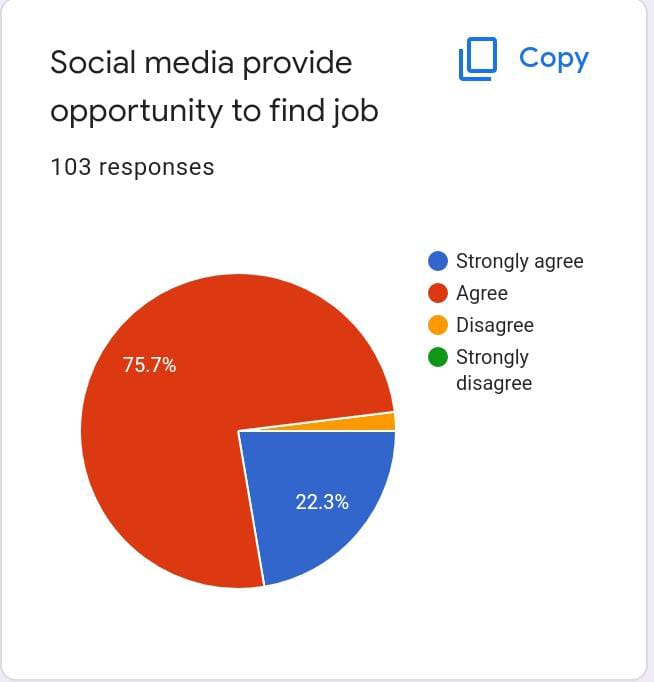 Social media provide
opportunity to find job
Copy
103 responses
Strongly agree
Agree
Disagree
Strongly
disagree
75.7%
22.3%